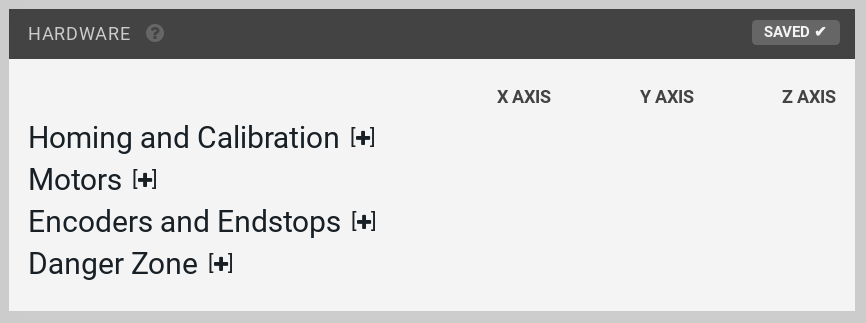 HARDWARE ? SAVED ✔
X AXIS Y AXIS Z AXIS
Homing and Calibration [+]
Motors [+]
Encoders and Endstops [+]
Danger Zone [+]